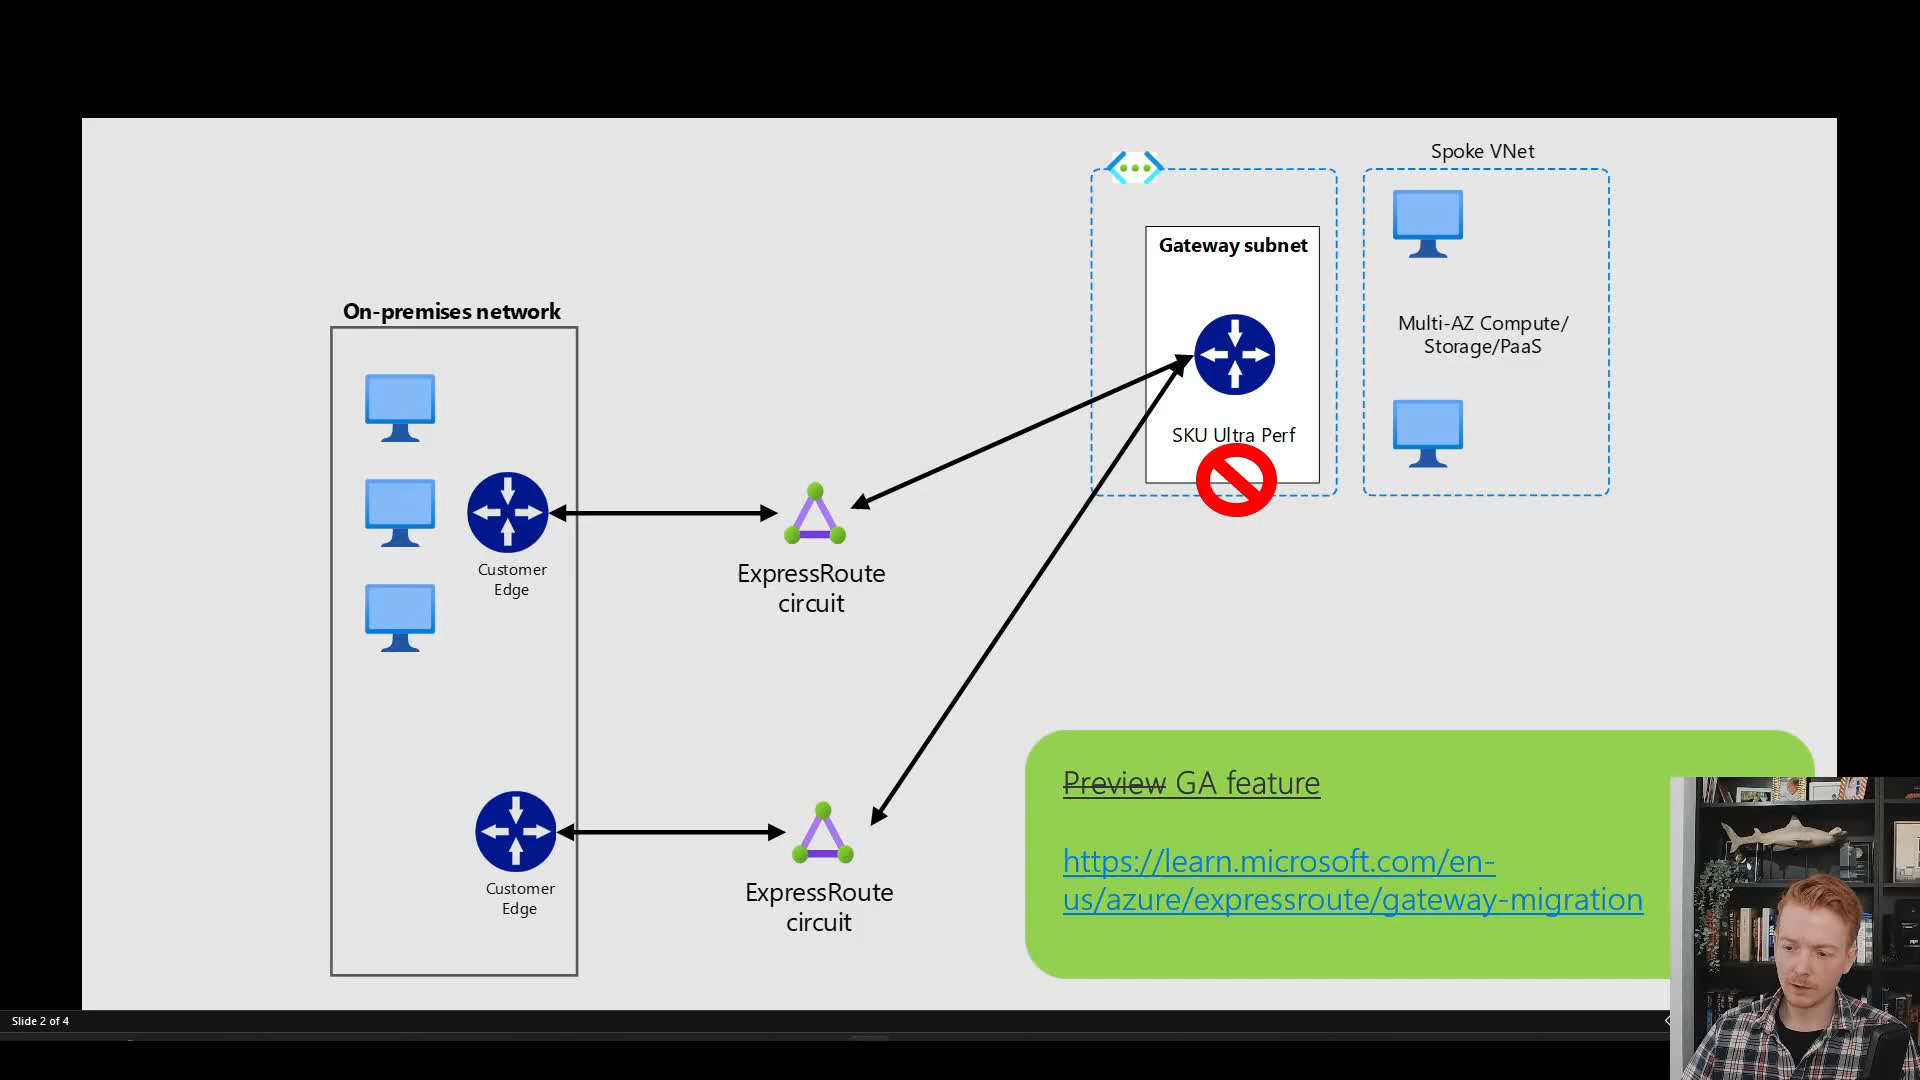 Spoke VNet
Gateway subnet
On-premises network
Multi-AZ Compute/
Storage/PaaS
SKU Ultra Perf
Customer
Edge
ExpressRoute
circuit
Preview GA feature
https://learn.microsoft.com/en-
us/azure/expressroute/gateway-migration
Customer
Edge
ExpressRoute
circuit
Slide 2 of 4